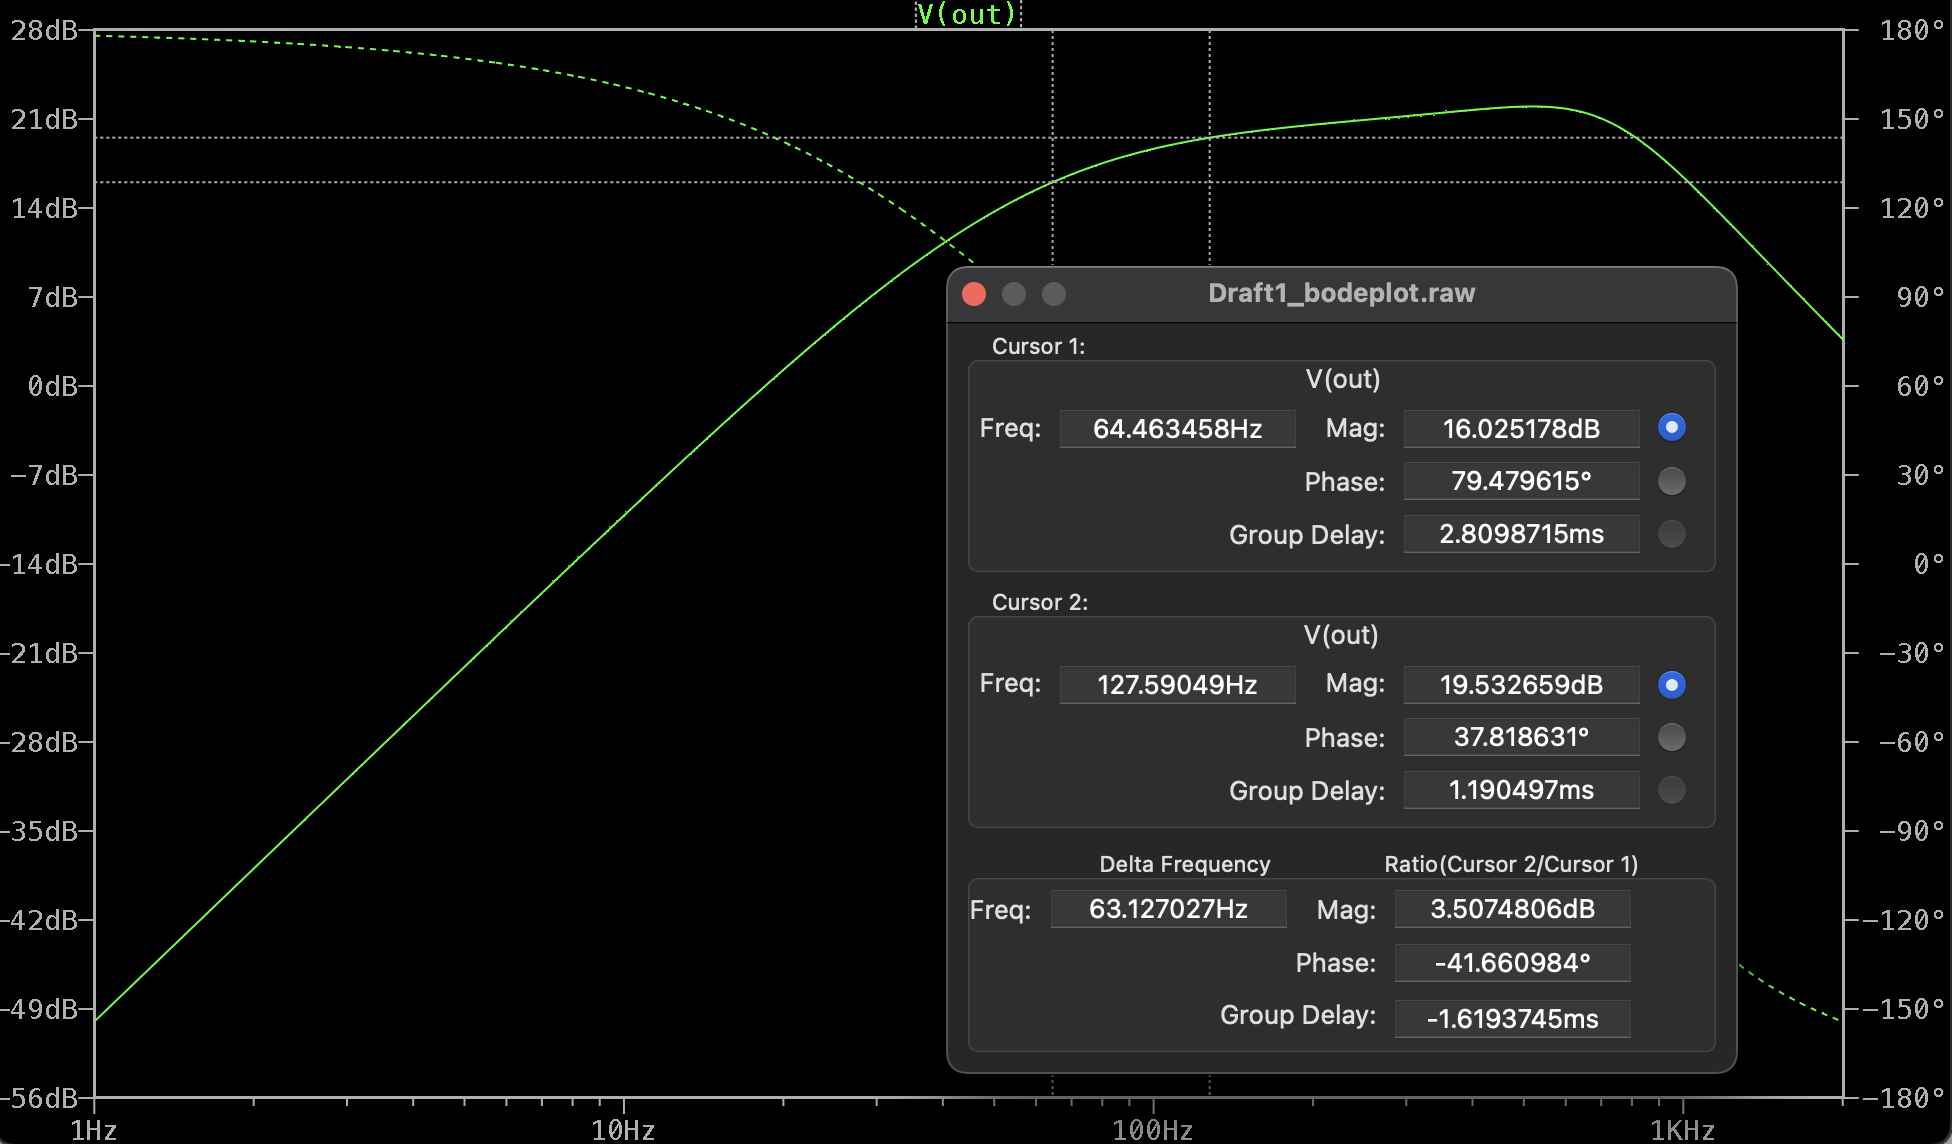 V(out)
28dB
21dB
14dB
7dB
0dB
−7dB
−14dB
−21dB
−28dB
−35dB
−42dB
−49dB
−56dB
180°
150°
120°
90°
60°
30°
0°
−30°
−60°
−90°
−120°
−150°
−180°
1Hz 10Hz 100Hz 1KHz
Draft1_bodeplot.raw
Cursor 1:
V(out)
Freq: 64.463458Hz Mag: 16.025178dB
Phase: 79.479615°
Group Delay: 2.8098715ms
Cursor 2:
V(out)
Freq: 127.59049Hz Mag: 19.532659dB
Phase: 37.818631°
Group Delay: 1.190497ms
Delta Frequency Ratio(Cursor 2/Cursor 1)
Freq: 63.127027Hz Mag: 3.5074806dB
Phase: -41.660984°
Group Delay: -1.6193745ms